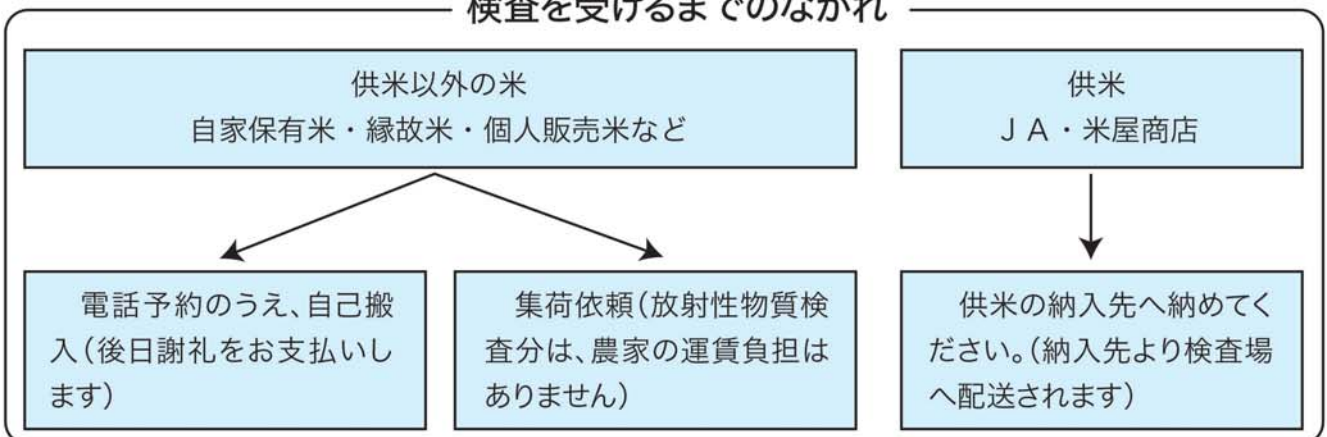 検査を受けるまでのながれ
供米以外の米
自家保有米・縁故米・個人販売米など
供米
ＪＡ・米屋商店
電話予約のうえ、自己搬
入（後日謝礼をお支払いし
ます）
集荷依頼（放射性物質検
査分は、農家の運賃負担は
ありません）
供米の納入先へ納めてく
ださい。（納入先より検査場
へ配送されます）